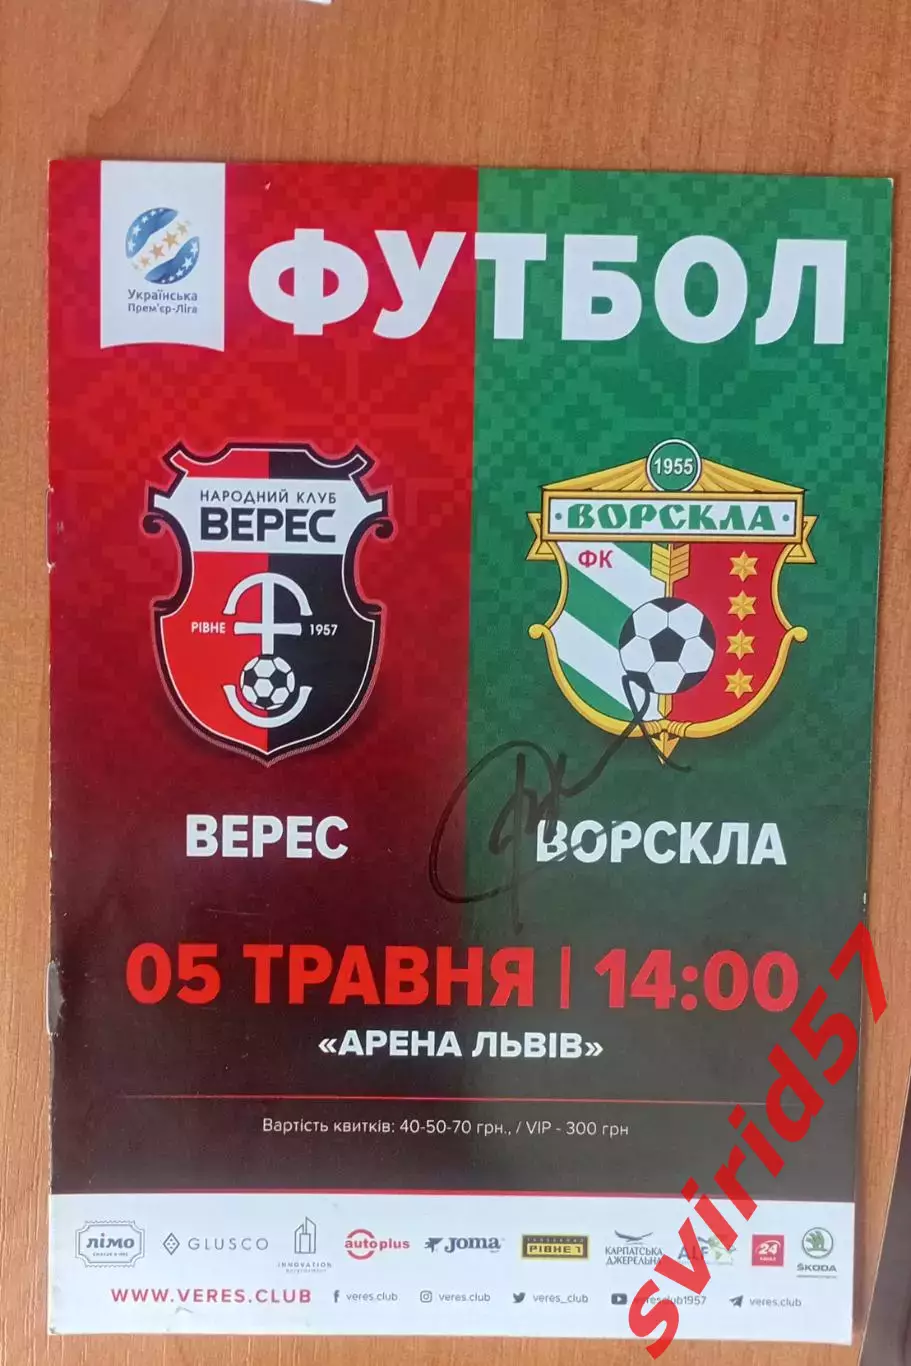 ФУТБОЛ
Українська
Прем'єр-Ліга
НАРОДНИЙ КЛУБ
ВЕРЕС
РІВНЕ 1957
1955
ВОРСКЛА
ФК
ВЕРЕС
ВОРСКЛА
05 ТРАВНЯ | 14:00
«АРЕНА ЛЬВІВ»
Вартість квитків: 40-50-70 грн., / VIP - 300 грн
лімо
GLUSCO
INNOVATION
autoplus
Joma
РІВНЕ 1
КАРПАТСЬКА
ДЖЕРЕЛЬНА
ALF
24
ŠKODA
WWW.VERES.CLUB
veres.club
veres.club
veres_club
veresclub1957
veres.club
svirid57